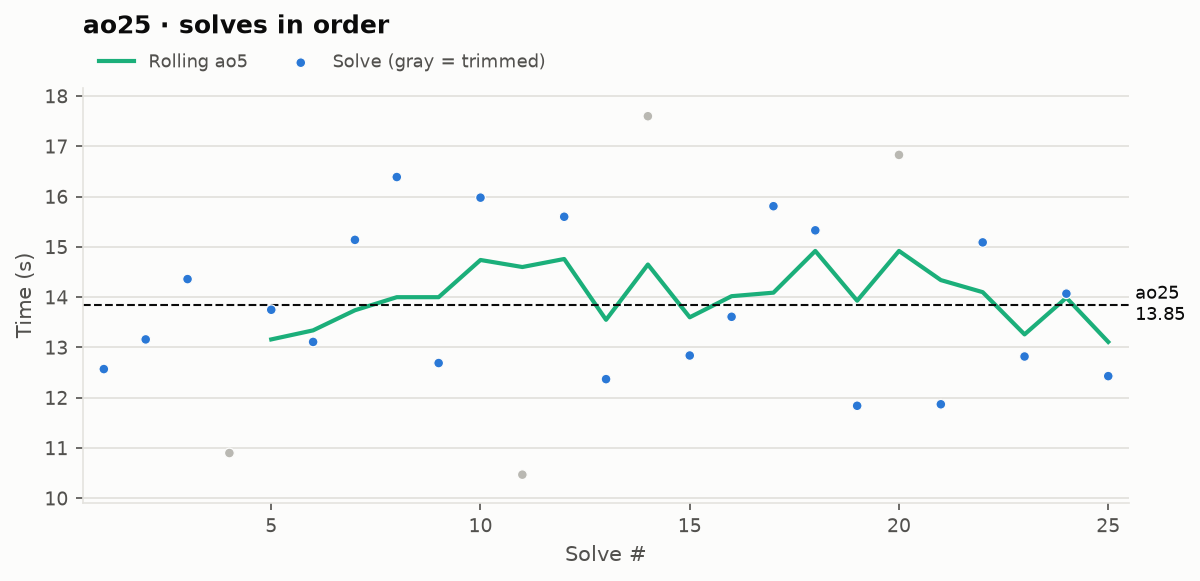 ao25 · solves in order
Rolling ao5
Solve (gray = trimmed)
18
17
16
15
14
13
12
11
10
Time (s)
ao25
13.85
5
10
15
20
25
Solve #